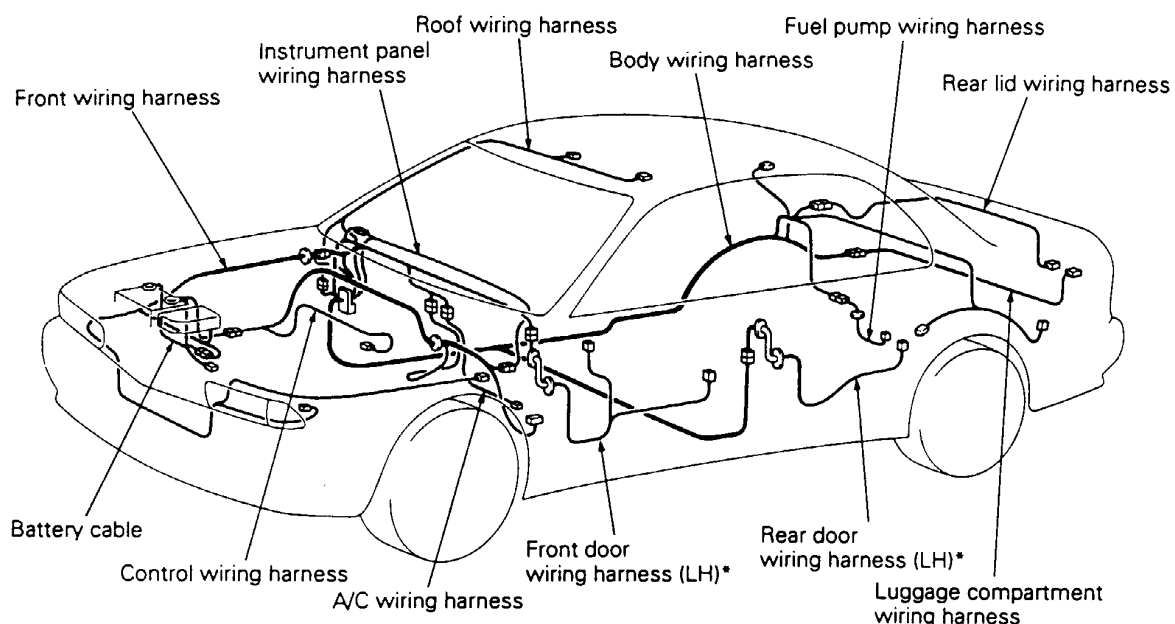 Roof wiring harness
Fuel pump wiring harness
Instrument panel
wiring harness
Body wiring harness
Rear lid wiring harness
Front wiring harness
Battery cable
Control wiring harness
A/C wiring harness
Front door
wiring harness (LH)*
Rear door
wiring harness (LH)*
Luggage compartment
wiring harness